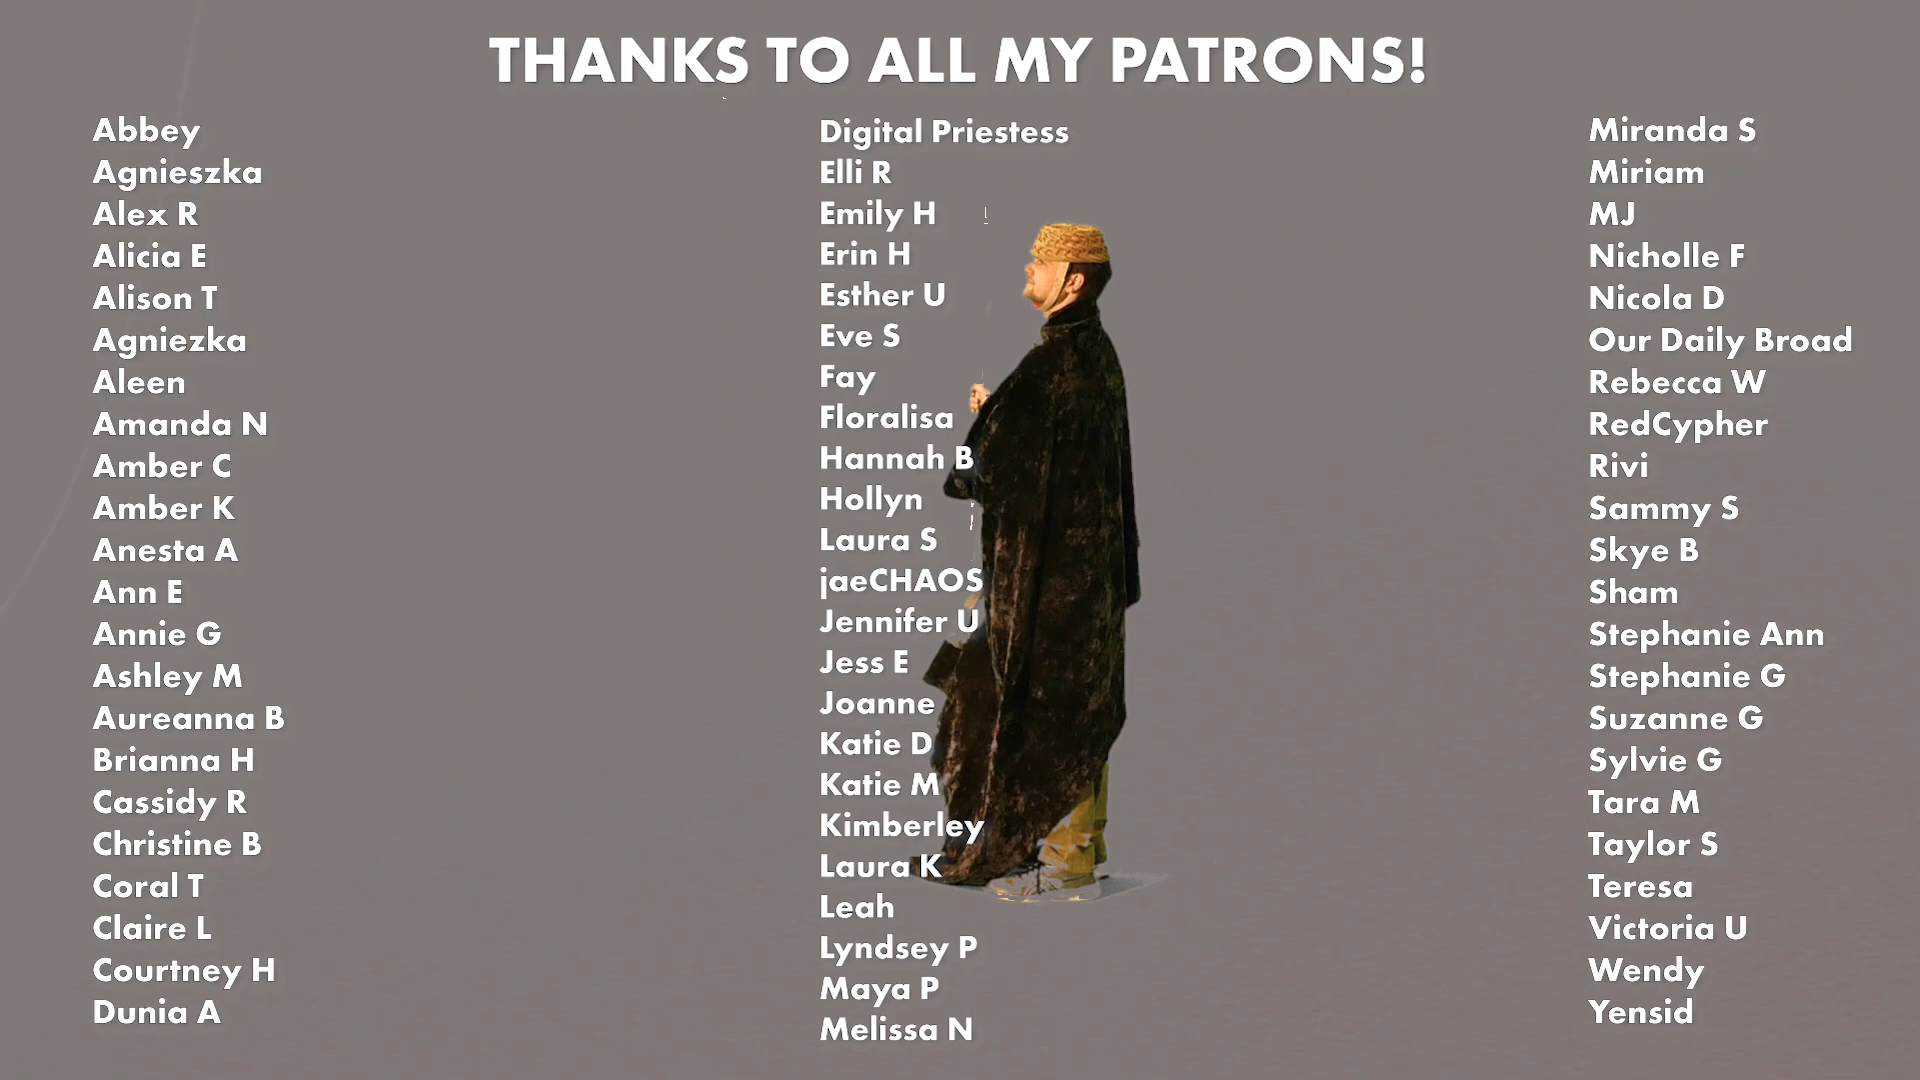 THANKS TO ALL MY PATRONS!
Abbey
Agnieszka
Alex R
Alicia E
Alison T
Agniezka
Aleen
Amanda N
Amber C
Amber K
Anesta A
Ann E
Annie G
Ashley M
Aureanna B
Brianna H
Cassidy R
Christine B
Coral T
Claire L
Courtney H
Dunia A
Digital Priestess
Elli R
Emily H
Erin H
Esther U
Eve S
Fay
Floralisa
Hannah B
Hollyn
Laura S
jaeCHAOS
Jennifer U
Jess E
Joanne
Katie D
Katie M
Kimberley
Laura K
Leah
Lyndsey P
Maya P
Melissa N
Miranda S
Miriam
MJ
Nicholle F
Nicola D
Our Daily Broad
Rebecca W
RedCypher
Rivi
Sammy S
Skye B
Sham
Stephanie Ann
Stephanie G
Suzanne G
Sylvie G
Tara M
Taylor S
Teresa
Victoria U
Wendy
Yensid